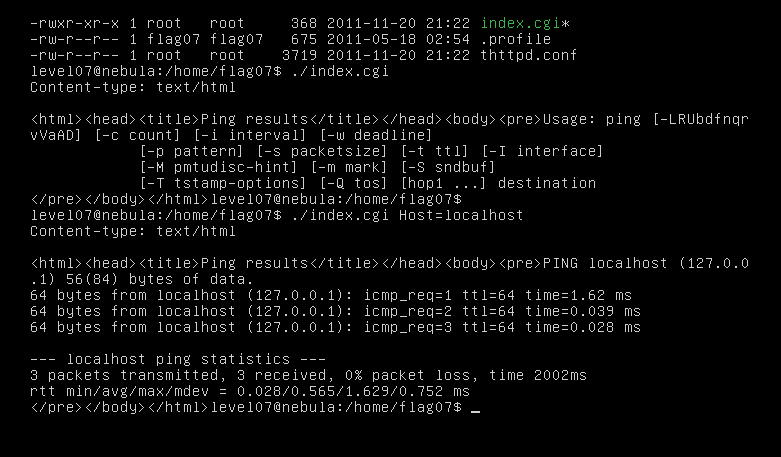 -rwxr-xr-x 1 root   root     368 2011-11-20 21:22 index.cgi*
-rw-r--r-- 1 flag07 flag07   675 2011-05-18 02:54 .profile
-rw-r--r-- 1 root   root    3719 2011-11-20 21:22 thttpd.conf
level07@nebula:/home/flag07$ ./index.cgi
Content-type: text/html

<html><head><title>Ping results</title></head><body><pre>Usage: ping [-LRUbdfnqr
vVaAD] [-c count] [-i interval] [-w deadline]
            [-p pattern] [-s packetsize] [-t ttl] [-I interface]
            [-M pmtudisc-hint] [-m mark] [-S sndbuf]
            [-T tstamp-options] [-Q tos] [hop1 ...] destination
</pre></body></html>level07@nebula:/home/flag07$
level07@nebula:/home/flag07$ ./index.cgi Host=localhost
Content-type: text/html

<html><head><title>Ping results</title></head><body><pre>PING localhost (127.0.0
.1) 56(84) bytes of data.
64 bytes from localhost (127.0.0.1): icmp_req=1 ttl=64 time=1.62 ms
64 bytes from localhost (127.0.0.1): icmp_req=2 ttl=64 time=0.039 ms
64 bytes from localhost (127.0.0.1): icmp_req=3 ttl=64 time=0.028 ms

--- localhost ping statistics ---
3 packets transmitted, 3 received, 0% packet loss, time 2002ms
rtt min/avg/max/mdev = 0.028/0.565/1.629/0.752 ms
</pre></body></html>level07@nebula:/home/flag07$ _